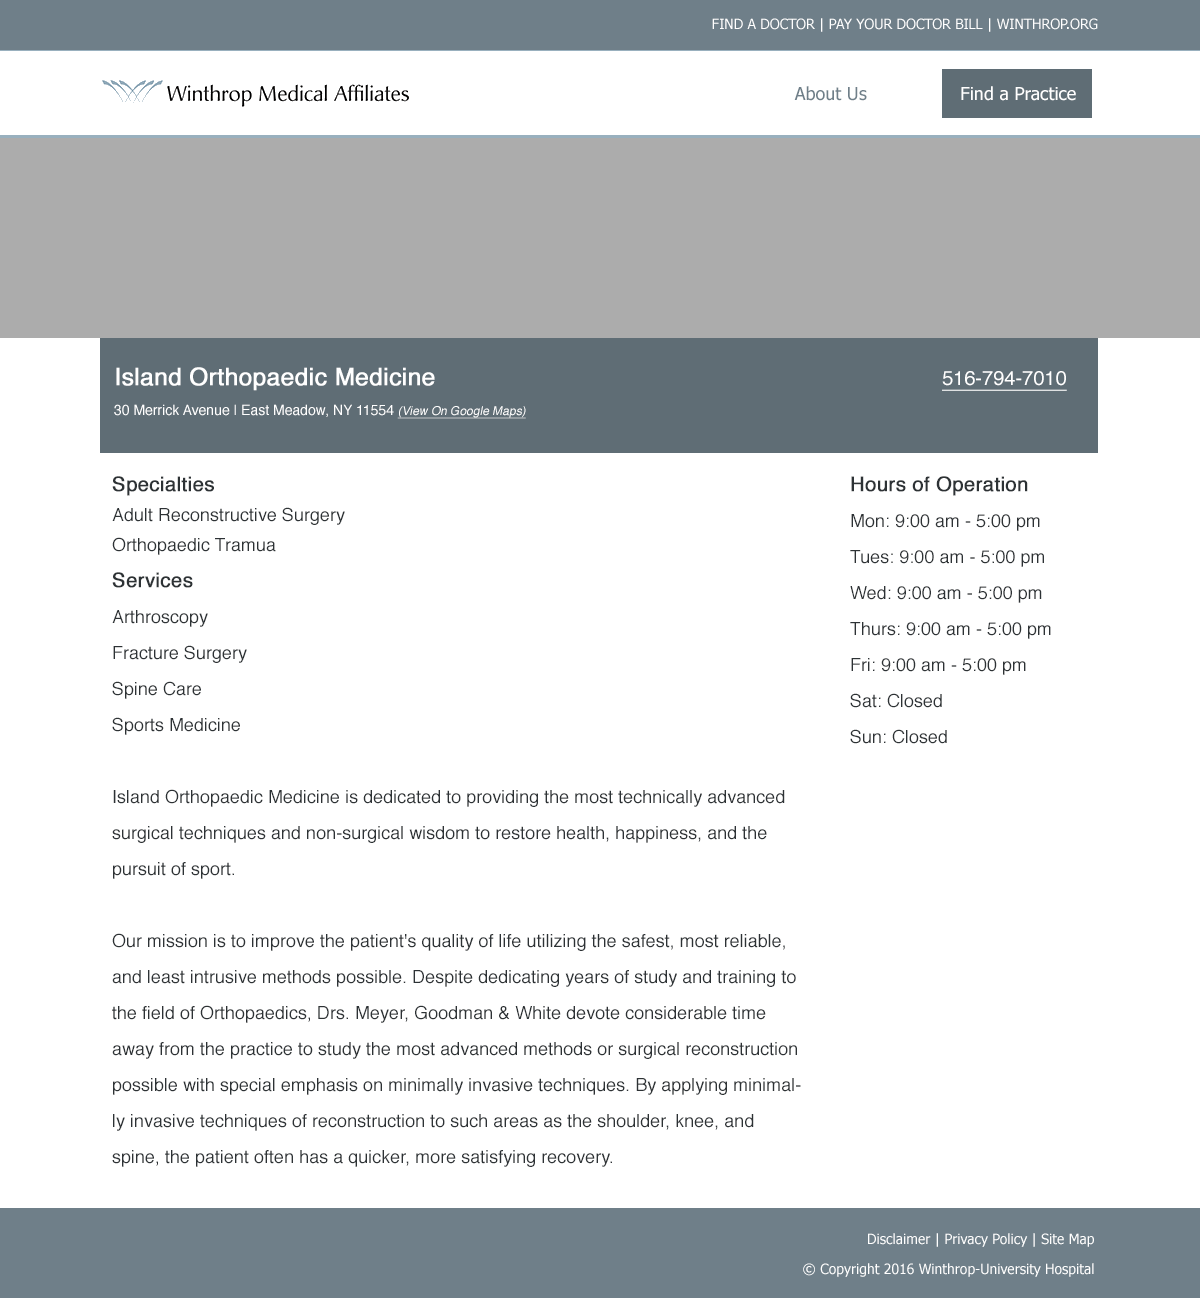 FIND A DOCTOR | PAY YOUR DOCTOR BILL | WINTHROP.ORG
Winthrop Medical Affiliates
About Us
Find a Practice
Island Orthopaedic Medicine
516-794-7010
30 Merrick Avenue | East Meadow, NY 11554 (View On Google Maps)
Specialties
Adult Reconstructive Surgery
Orthopaedic Tramua
Services
Arthroscopy
Fracture Surgery
Spine Care
Sports Medicine
Hours of Operation
Mon: 9:00 am - 5:00 pm
Tues: 9:00 am - 5:00 pm
Wed: 9:00 am - 5:00 pm
Thurs: 9:00 am - 5:00 pm
Fri: 9:00 am - 5:00 pm
Sat: Closed
Sun: Closed
Island Orthopaedic Medicine is dedicated to providing the most technically advanced
surgical techniques and non-surgical wisdom to restore health, happiness, and the
pursuit of sport.
Our mission is to improve the patient's quality of life utilizing the safest, most reliable,
and least intrusive methods possible. Despite dedicating years of study and training to
the field of Orthopaedics, Drs. Meyer, Goodman & White devote considerable time
away from the practice to study the most advanced methods or surgical reconstruction
possible with special emphasis on minimally invasive techniques. By applying minimal-
ly invasive techniques of reconstruction to such areas as the shoulder, knee, and
spine, the patient often has a quicker, more satisfying recovery.
Disclaimer | Privacy Policy | Site Map
© Copyright 2016 Winthrop-University Hospital